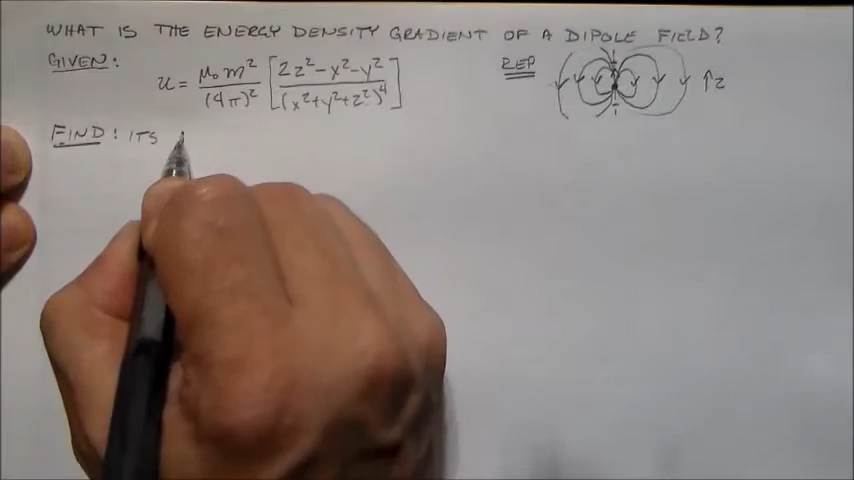 WHAT IS THE ENERGY DENSITY GRADIENT OF A DIPOLE FIELD?
GIVEN: REP
u = μ₀m²/(4π)² [2z²-x²-y²/(x²+y²+z²)⁴] ↑z
FIND: ITS